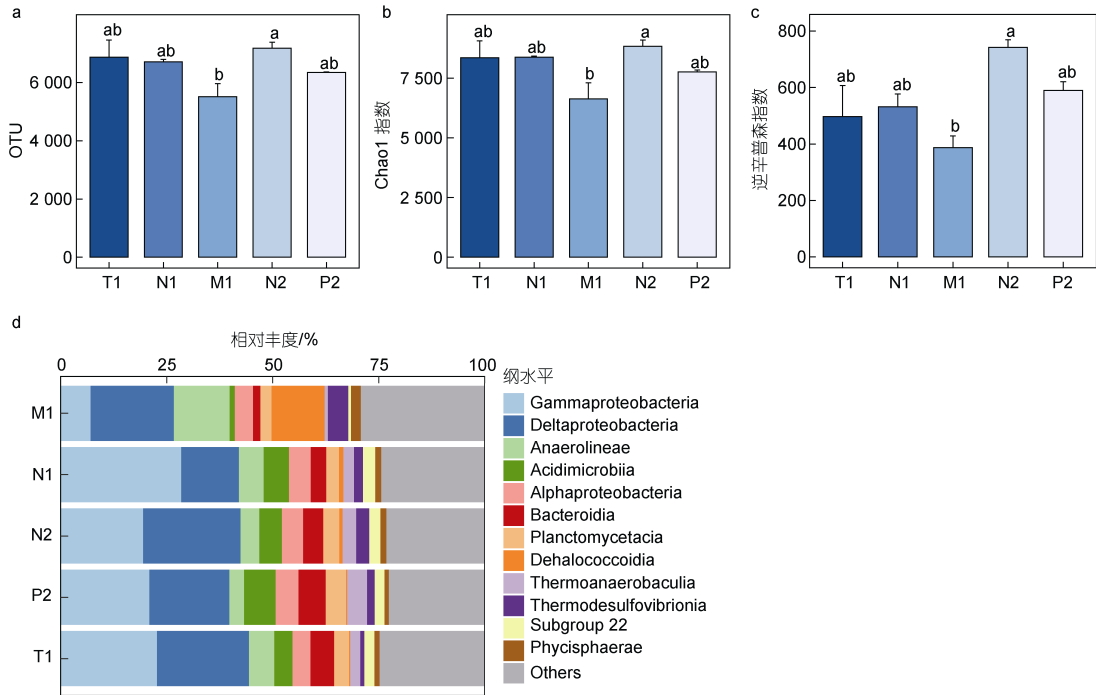 a
OTU
6 000
4 000
2 000
0
ab
ab
b
a
ab
T1 N1 M1 N2 P2
b
Chao1 指数
7 500
5 000
2 500
0
ab
ab
b
a
ab
T1 N1 M1 N2 P2
c
逆辛普森指数
800
600
400
200
0
ab
ab
b
a
ab
T1 N1 M1 N2 P2
d
相对丰度/%
0 25 50 75 100
M1
N1
N2
P2
T1
纲水平
Gammaproteobacteria
Deltaproteobacteria
Anaerolineae
Acidimicrobiia
Alphaproteobacteria
Bacteroidia
Planctomycetacia
Dehalococcoidia
Thermoanaerobaculia
Thermodesulfovibrionia
Subgroup 22
Phycisphaerae
Others